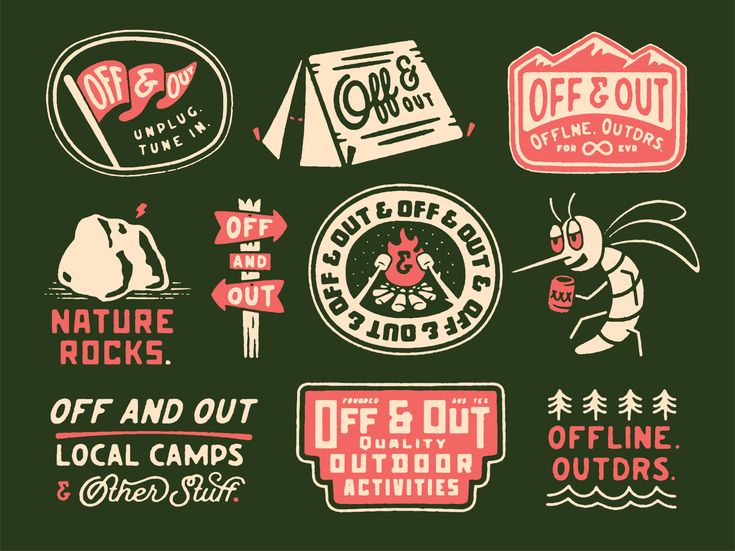 OFF & OUT
UNPLUG.
TUNE IN.
Off &
OUT
OFF & OUT
OFFLNE. OUTDRS.
FOR ∞ EVR
NATURE
ROCKS.
OFF
AND
OUT
OFF & OUT & OFF & OUT & OFF & OUT & OFF & OUT &
&
XXX
OFF AND OUT
LOCAL CAMPS
& Other Stuff.
FOUNDED AUS TEX
OFF & OUT
QUALITY
OUTDOOR
ACTIVITIES
OFFLINE.
OUTDRS.